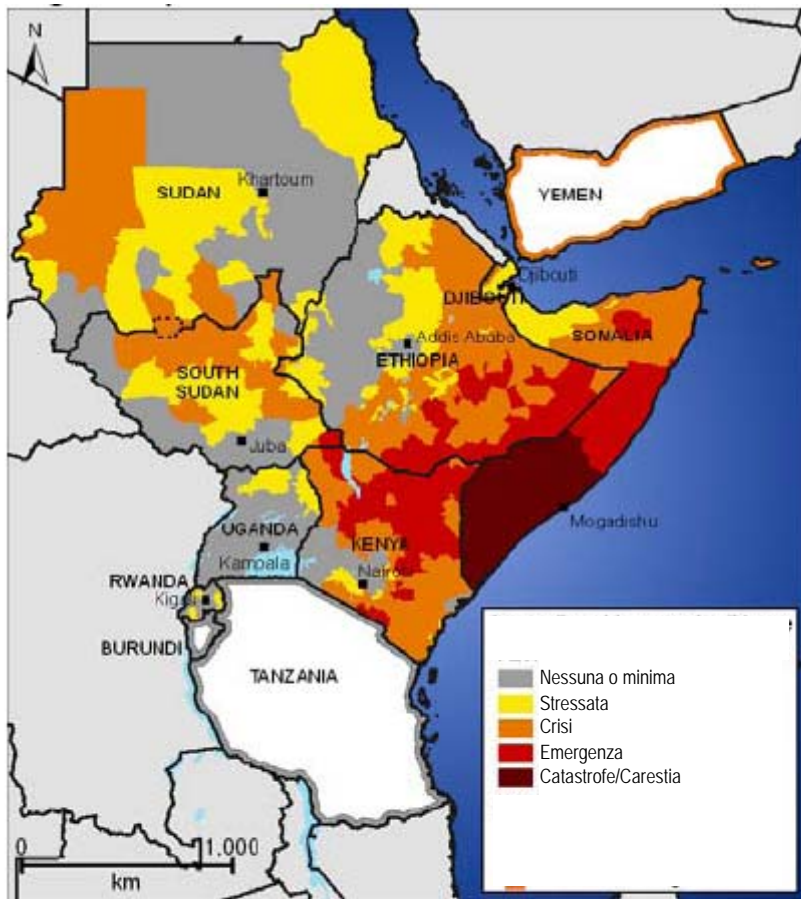 N
SUDAN
Khartoum
YEMEN
Djibouti
DJIBOUTI
SONALIA
Addis Ababa
ETHIOPIA
SOUTH
SUDAN
Juba
Mogadishu
UGANDA
KENYA
Kampala
Nairobi
RWANDA
BURUNDI
TANZANIA
Nessuna o minima
Stressata
Crisi
Emergenza
Catastrofe/Carestia
0
1.000
km